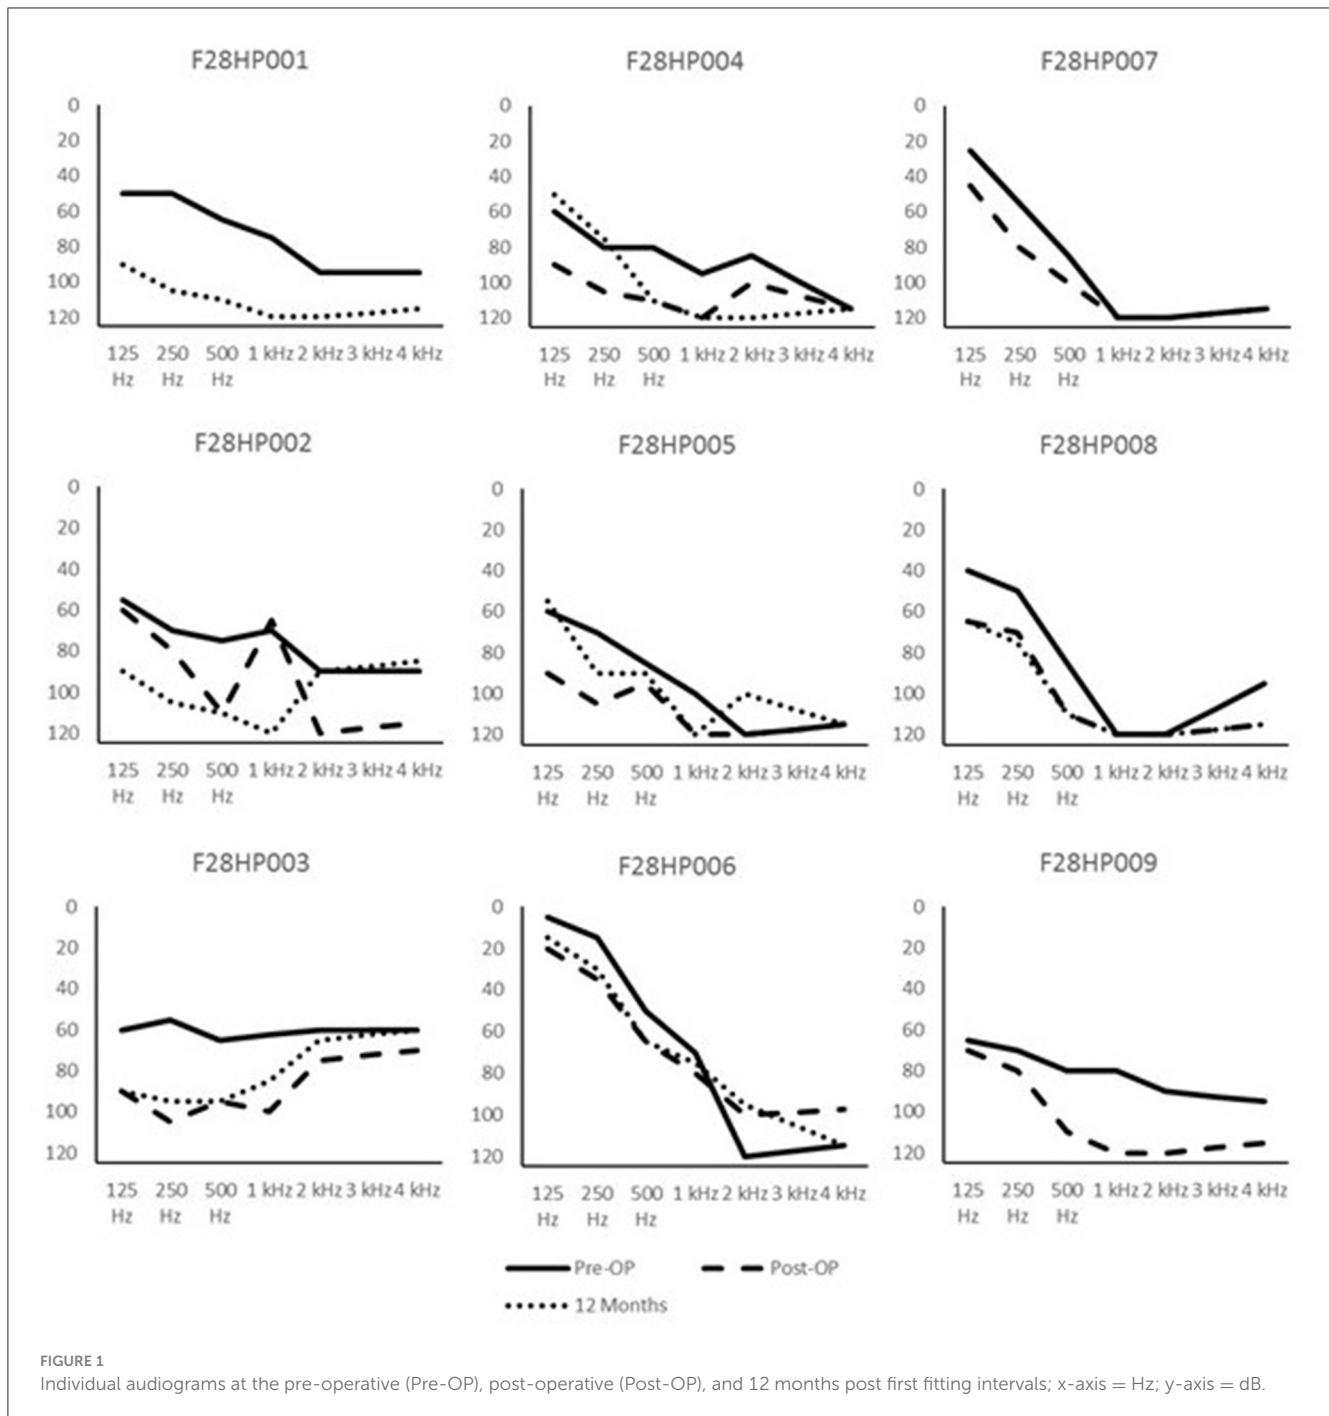 F28HP001
0
20
40
60
80
100
120
125 Hz 250 Hz 500 Hz 1 kHz 2 kHz 3 kHz 4 kHz
F28HP004
0
20
40
60
80
100
120
125 Hz 250 Hz 500 Hz 1 kHz 2 kHz 3 kHz 4 kHz
F28HP007
0
20
40
60
80
100
120
125 Hz 250 Hz 500 Hz 1 kHz 2 kHz 3 kHz 4 kHz
F28HP002
0
20
40
60
80
100
120
125 Hz 250 Hz 500 Hz 1 kHz 2 kHz 3 kHz 4 kHz
F28HP005
0
20
40
60
80
100
120
125 Hz 250 Hz 500 Hz 1 kHz 2 kHz 3 kHz 4 kHz
F28HP008
0
20
40
60
80
100
120
125 Hz 250 Hz 500 Hz 1 kHz 2 kHz 3 kHz 4 kHz
F28HP003
0
20
40
60
80
100
120
125 Hz 250 Hz 500 Hz 1 kHz 2 kHz 3 kHz 4 kHz
F28HP006
0
20
40
60
80
100
120
125 Hz 250 Hz 500 Hz 1 kHz 2 kHz 3 kHz 4 kHz
F28HP009
0
20
40
60
80
100
120
125 Hz 250 Hz 500 Hz 1 kHz 2 kHz 3 kHz 4 kHz
Pre-OP Post-OP
12 Months
FIGURE 1
Individual audiograms at the pre-operative (Pre-OP), post-operative (Post-OP), and 12 months post first fitting intervals; x-axis = Hz; y-axis = dB.